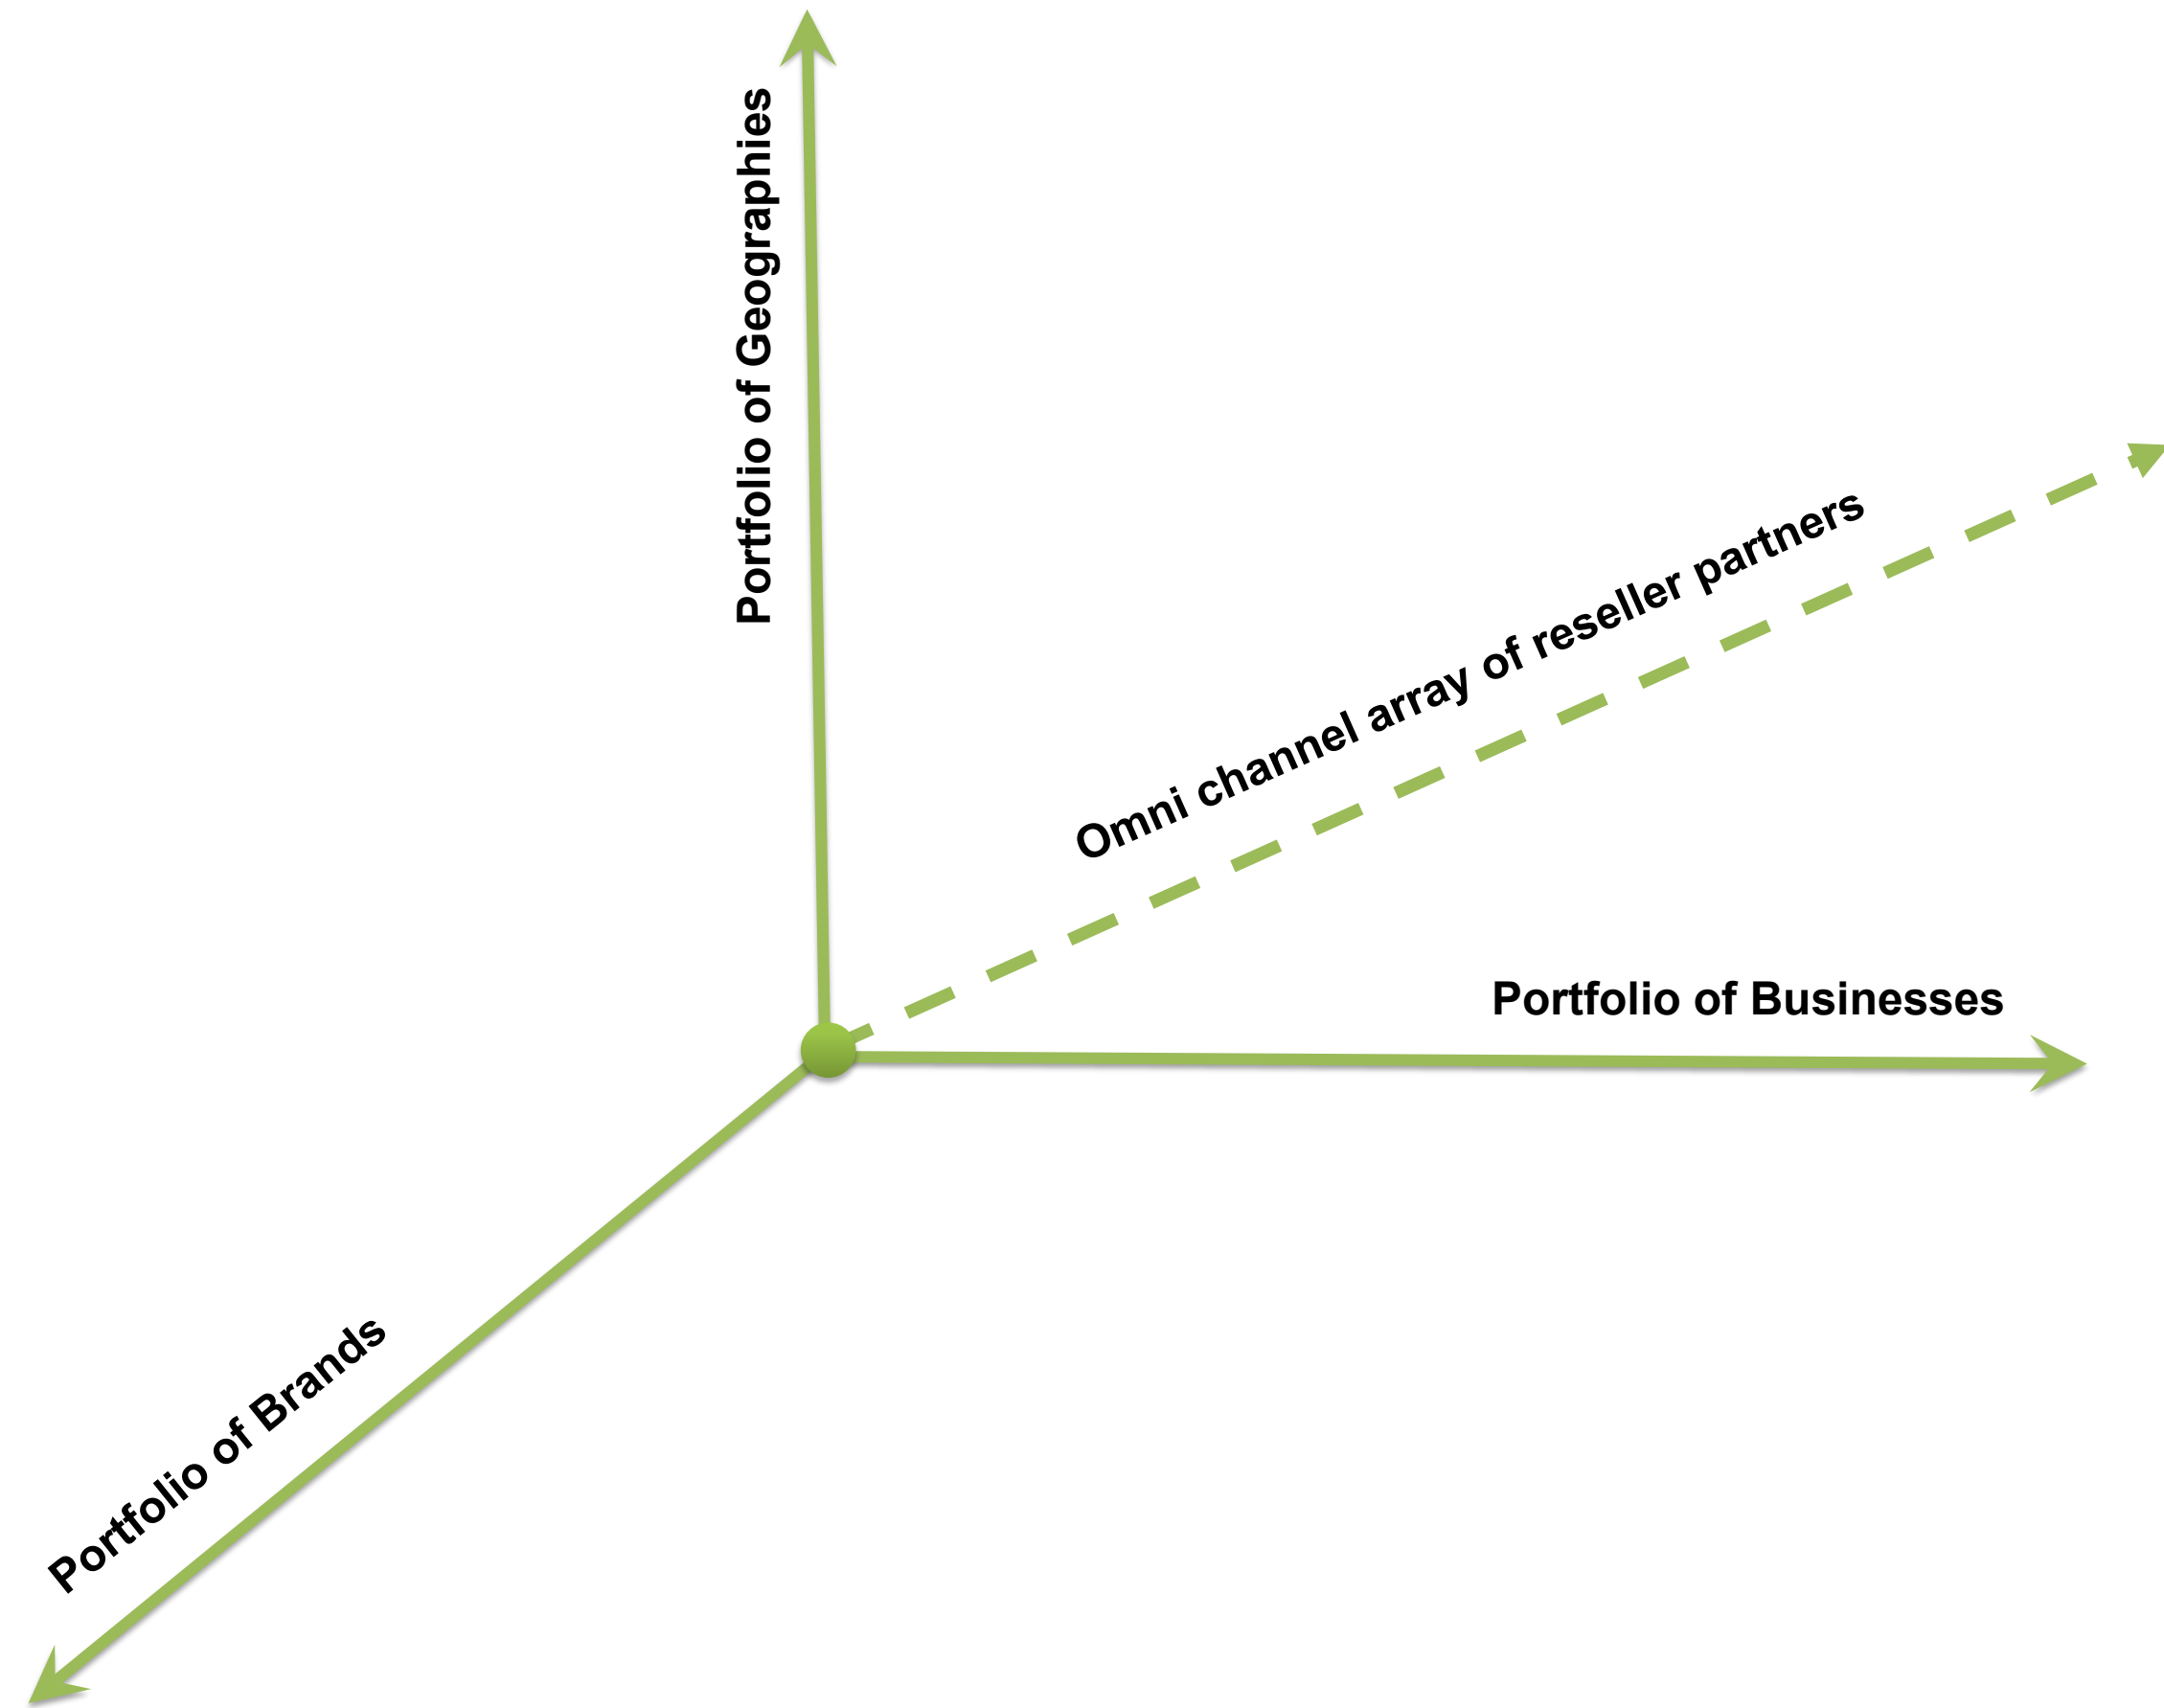 Portfolio of Geographies
Omni channel array of reseller partners
Portfolio of Businesses
Portfolio of Brands